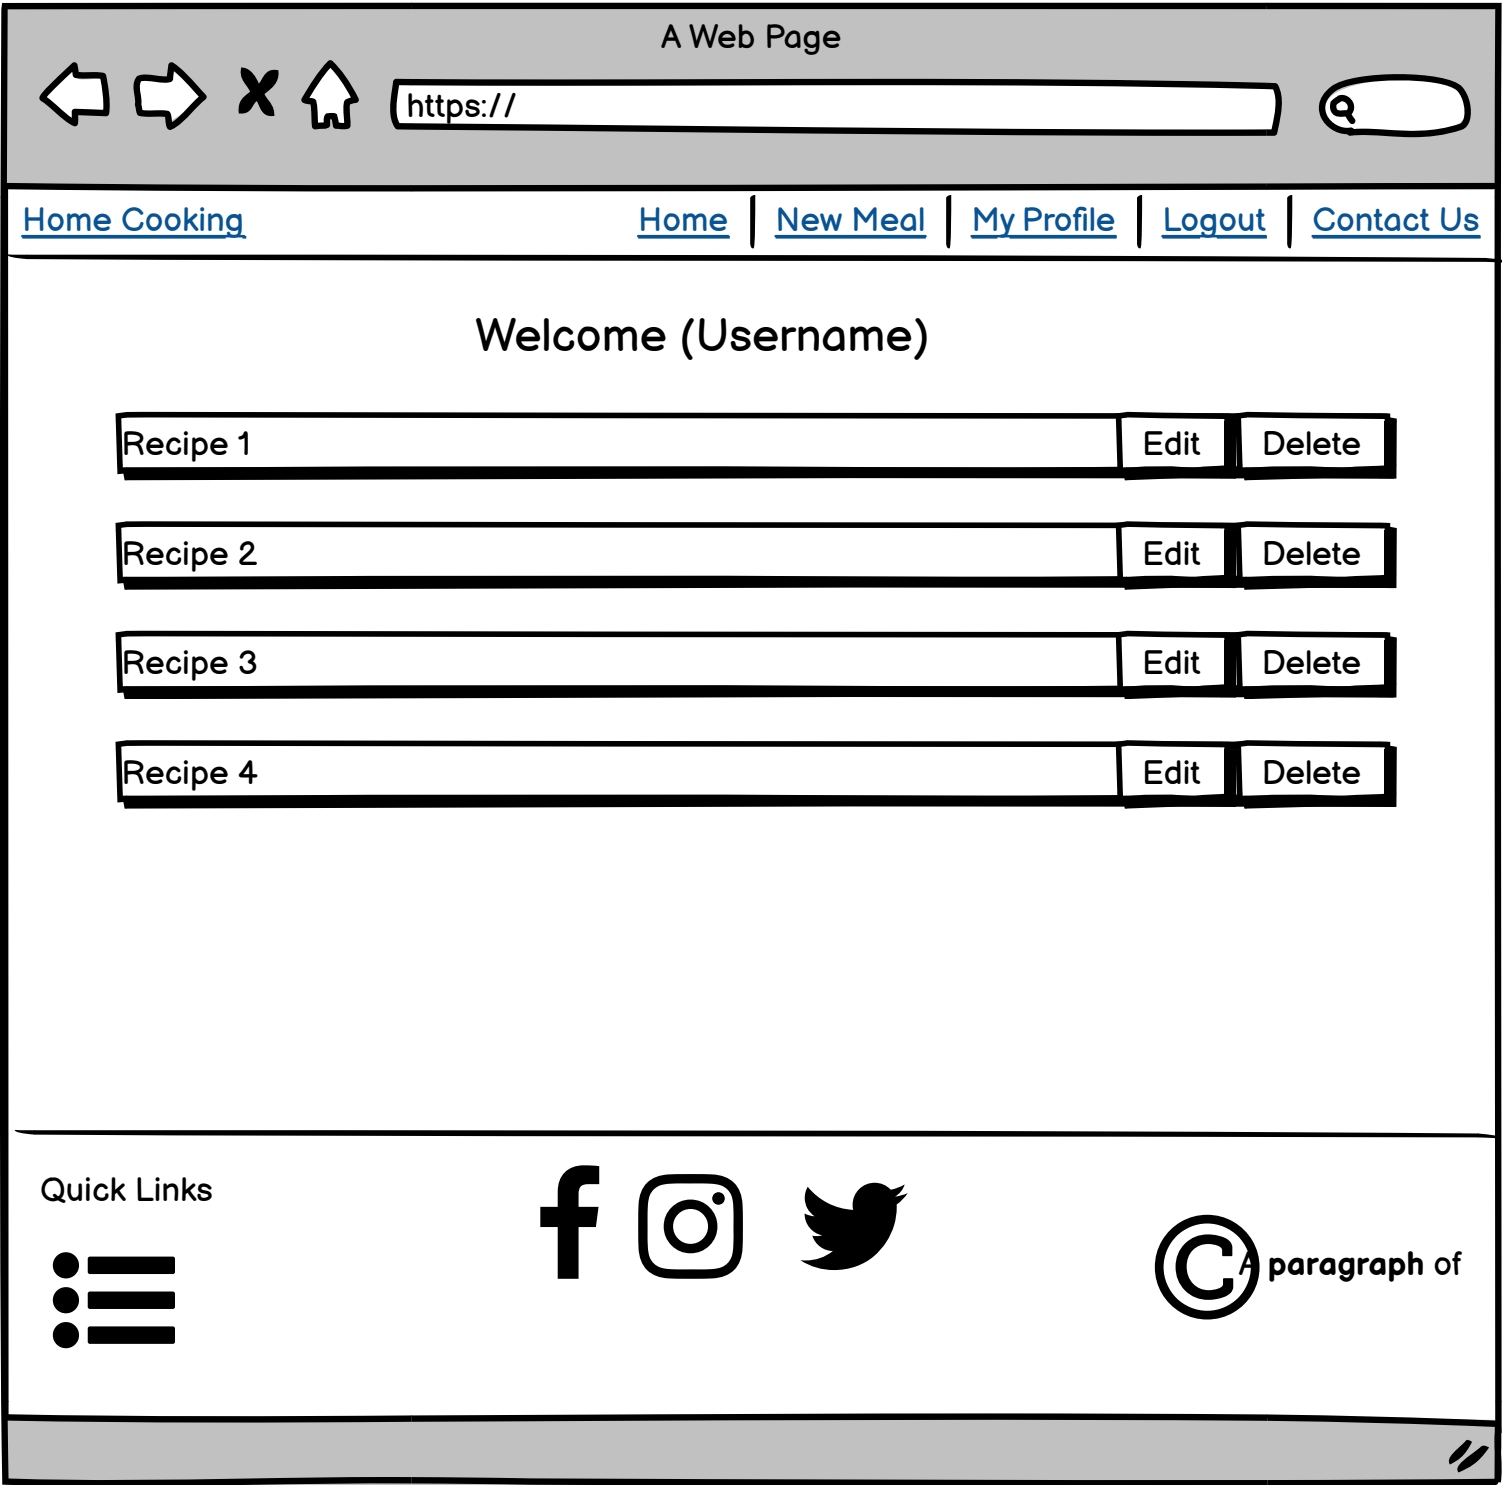 A Web Page
https://
Home Cooking Home New Meal My Profile Logout Contact Us
Welcome (Username)
Recipe 1 Edit Delete
Recipe 2 Edit Delete
Recipe 3 Edit Delete
Recipe 4 Edit Delete
Quick Links
© A paragraph of